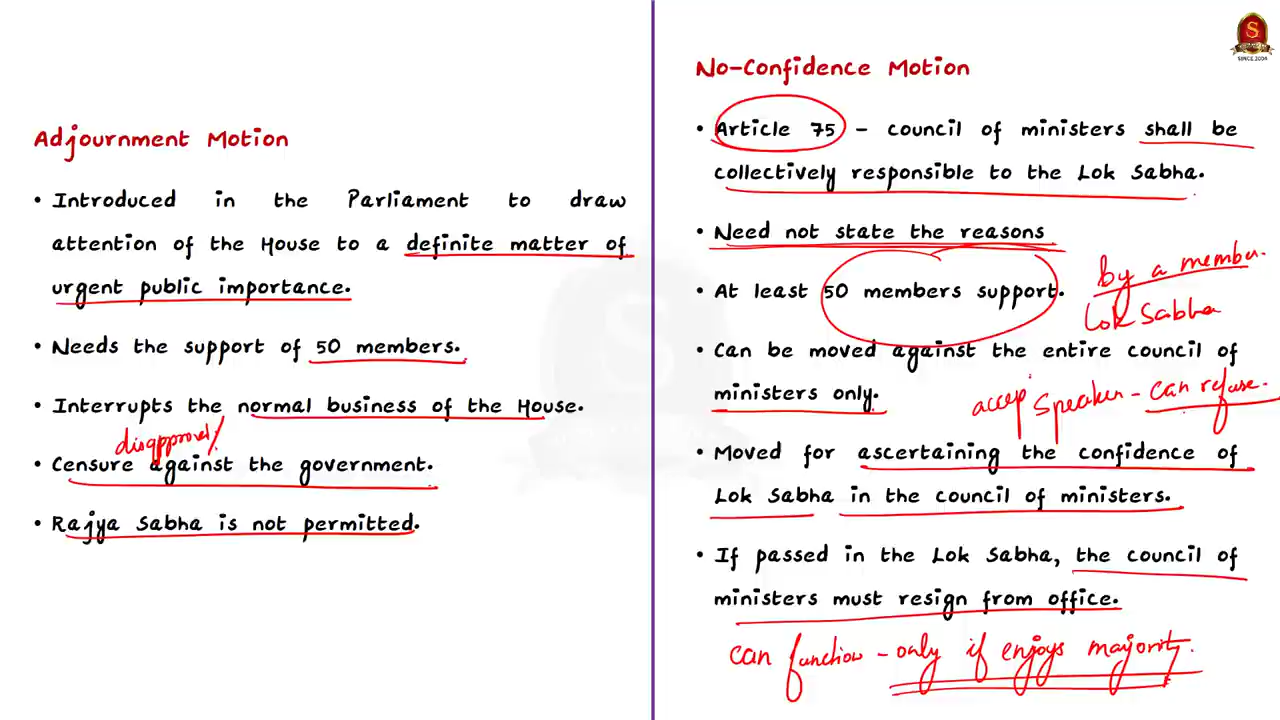 Adjournment Motion
• Introduced in the Parliament to draw
attention of the House to a definite matter of
urgent public importance.
• Needs the support of 50 members.
• Interrupts the normal business of the House.
disapproval
• Censure against the government.
• Rajya Sabha is not permitted.
S
SINCE 2004
No-Confidence Motion
• Article 75 - council of ministers shall be
collectively responsible to the Lok Sabha.
• Need not state the reasons
• At least 50 members support.
by a member
Lok Sabha
• Can be moved against the entire council of
ministers only.
accep Speaker - can refuse.
• Moved for ascertaining the confidence of
Lok Sabha in the council of ministers.
• If passed in the Lok Sabha, the council of
ministers must resign from office.
can function - only if enjoys majority.